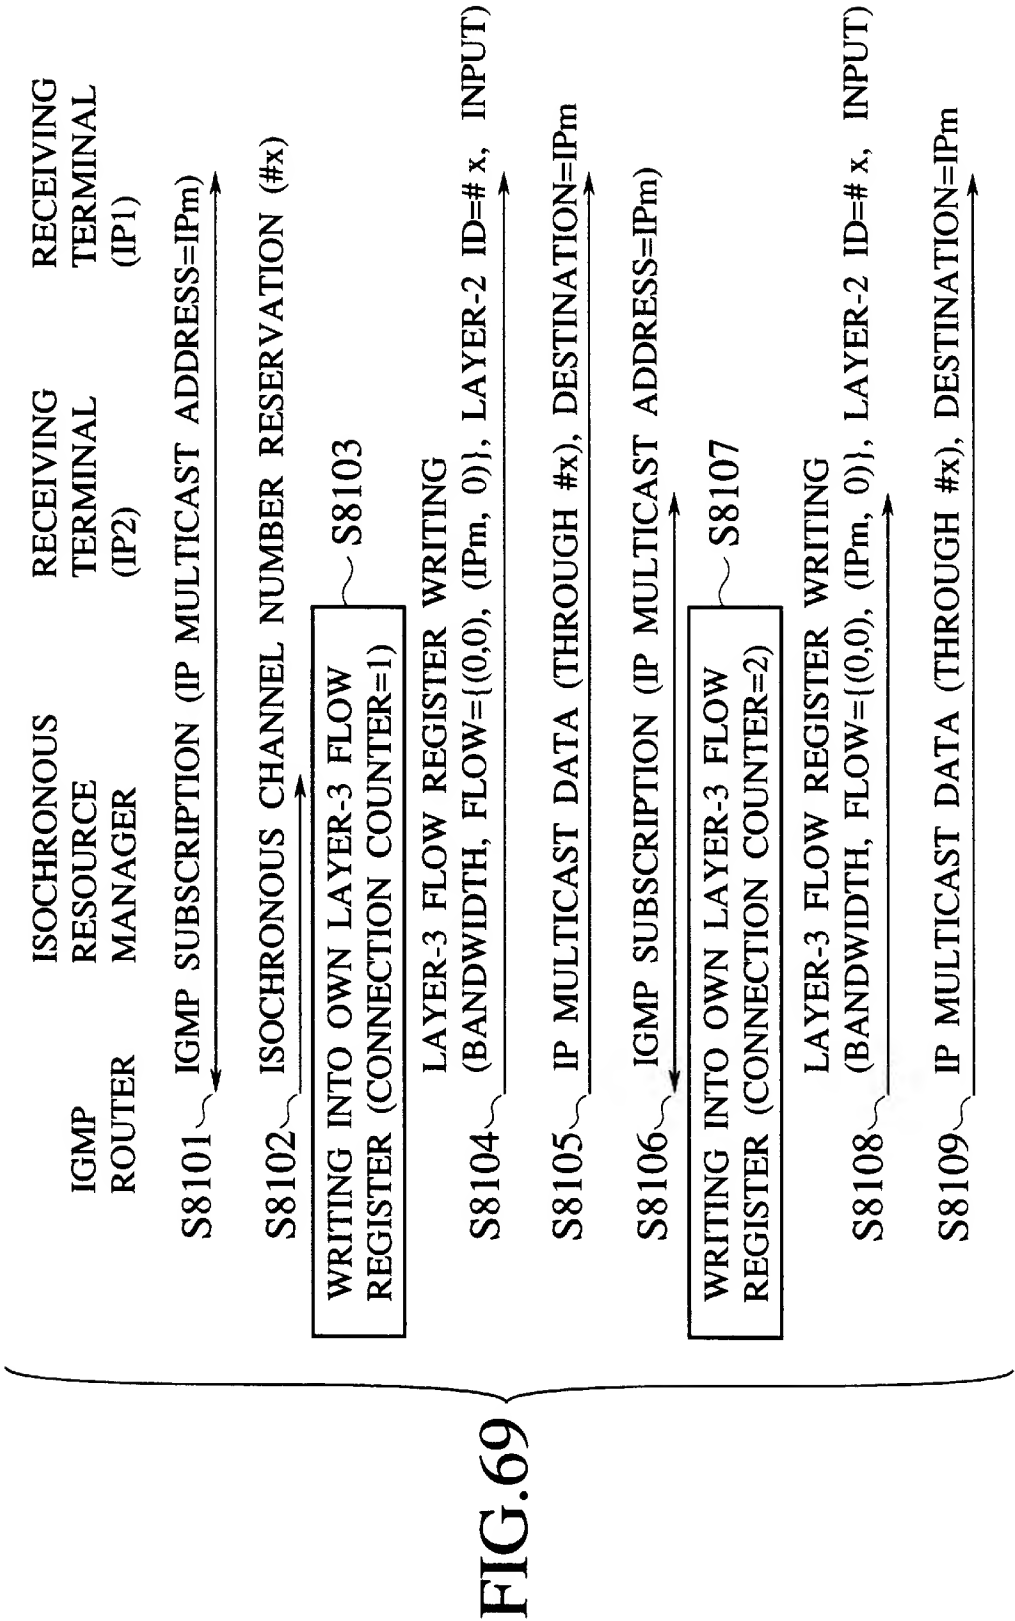 FIG.69
IGMP
ROUTER
ISOCHRONOUS
RESOURCE
MANAGER
RECEIVING
TERMINAL
(IP2)
RECEIVING
TERMINAL
(IP1)
S8101
IGMP SUBSCRIPTION (IP MULTICAST ADDRESS=IPm)
S8102
ISOCHRONOUS CHANNEL NUMBER RESERVATION (#x)
WRITING INTO OWN LAYER-3 FLOW
REGISTER (CONNECTION COUNTER=1)
S8103
LAYER-3 FLOW REGISTER WRITING
(BANDWIDTH, FLOW={(0,0), (IPm, 0)}, LAYER-2 ID=# x, INPUT)
S8104
IP MULTICAST DATA (THROUGH #x), DESTINATION=IPm
S8105
IGMP SUBSCRIPTION (IP MULTICAST ADDRESS=IPm)
S8106
WRITING INTO OWN LAYER-3 FLOW
REGISTER (CONNECTION COUNTER=2)
S8107
LAYER-3 FLOW REGISTER WRITING
(BANDWIDTH, FLOW={(0,0), (IPm, 0)}, LAYER-2 ID=# x, INPUT)
S8108
IP MULTICAST DATA (THROUGH #x), DESTINATION=IPm
S8109